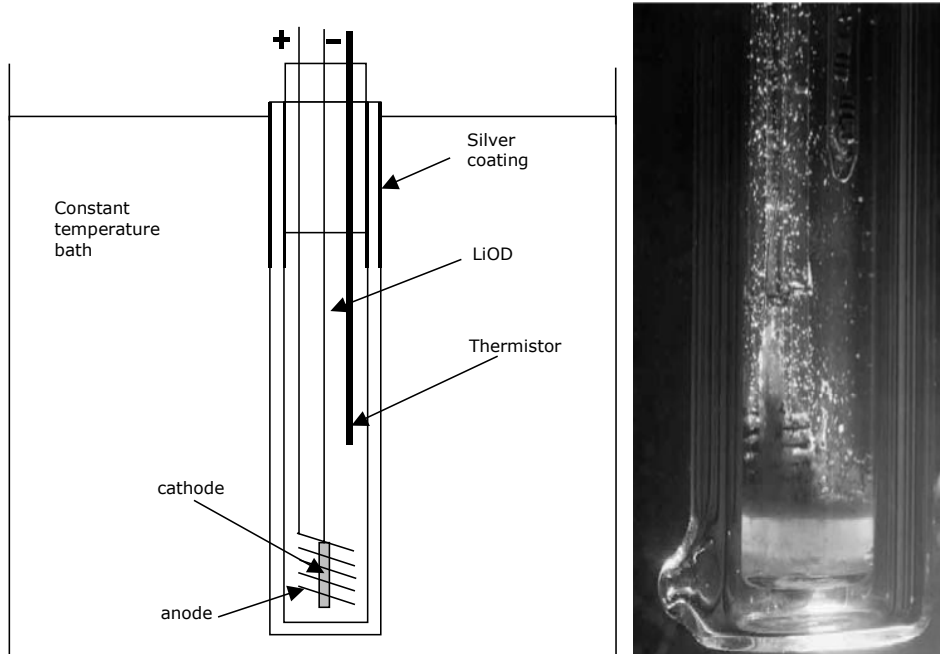 + −
Silver
coating
Constant
temperature
bath
LiOD
Thermistor
cathode
anode